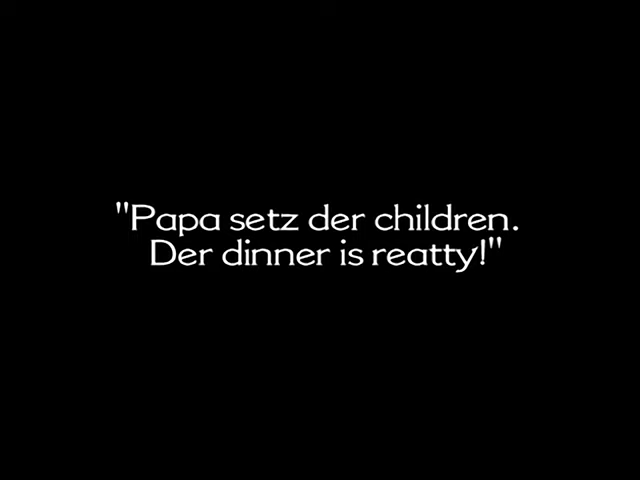 "Papa setz der children.
Der dinner is reatty!"